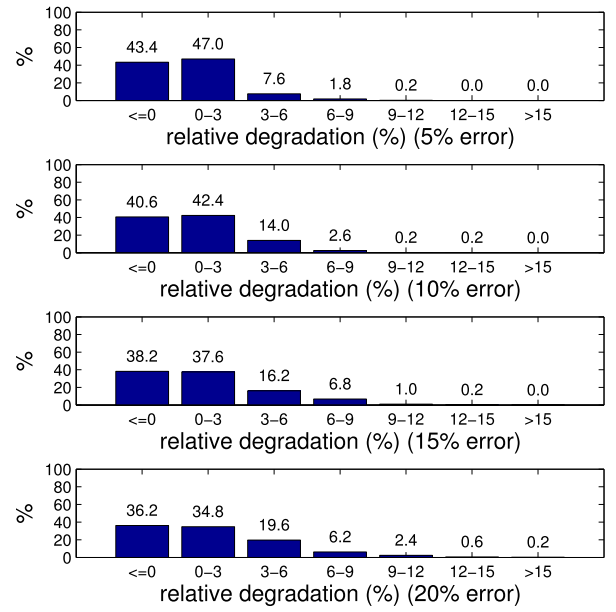 100
80
60
40
20
0
%
43.4 47.0 7.6 1.8 0.2 0.0 0.0
<=0 0−3 3−6 6−9 9−12 12−15 >15
relative degradation (%) (5% error)
100
80
60
40
20
0
%
40.6 42.4 14.0 2.6 0.2 0.2 0.0
<=0 0−3 3−6 6−9 9−12 12−15 >15
relative degradation (%) (10% error)
100
80
60
40
20
0
%
38.2 37.6 16.2 6.8 1.0 0.2 0.0
<=0 0−3 3−6 6−9 9−12 12−15 >15
relative degradation (%) (15% error)
100
80
60
40
20
0
%
36.2 34.8 19.6 6.2 2.4 0.6 0.2
<=0 0−3 3−6 6−9 9−12 12−15 >15
relative degradation (%) (20% error)